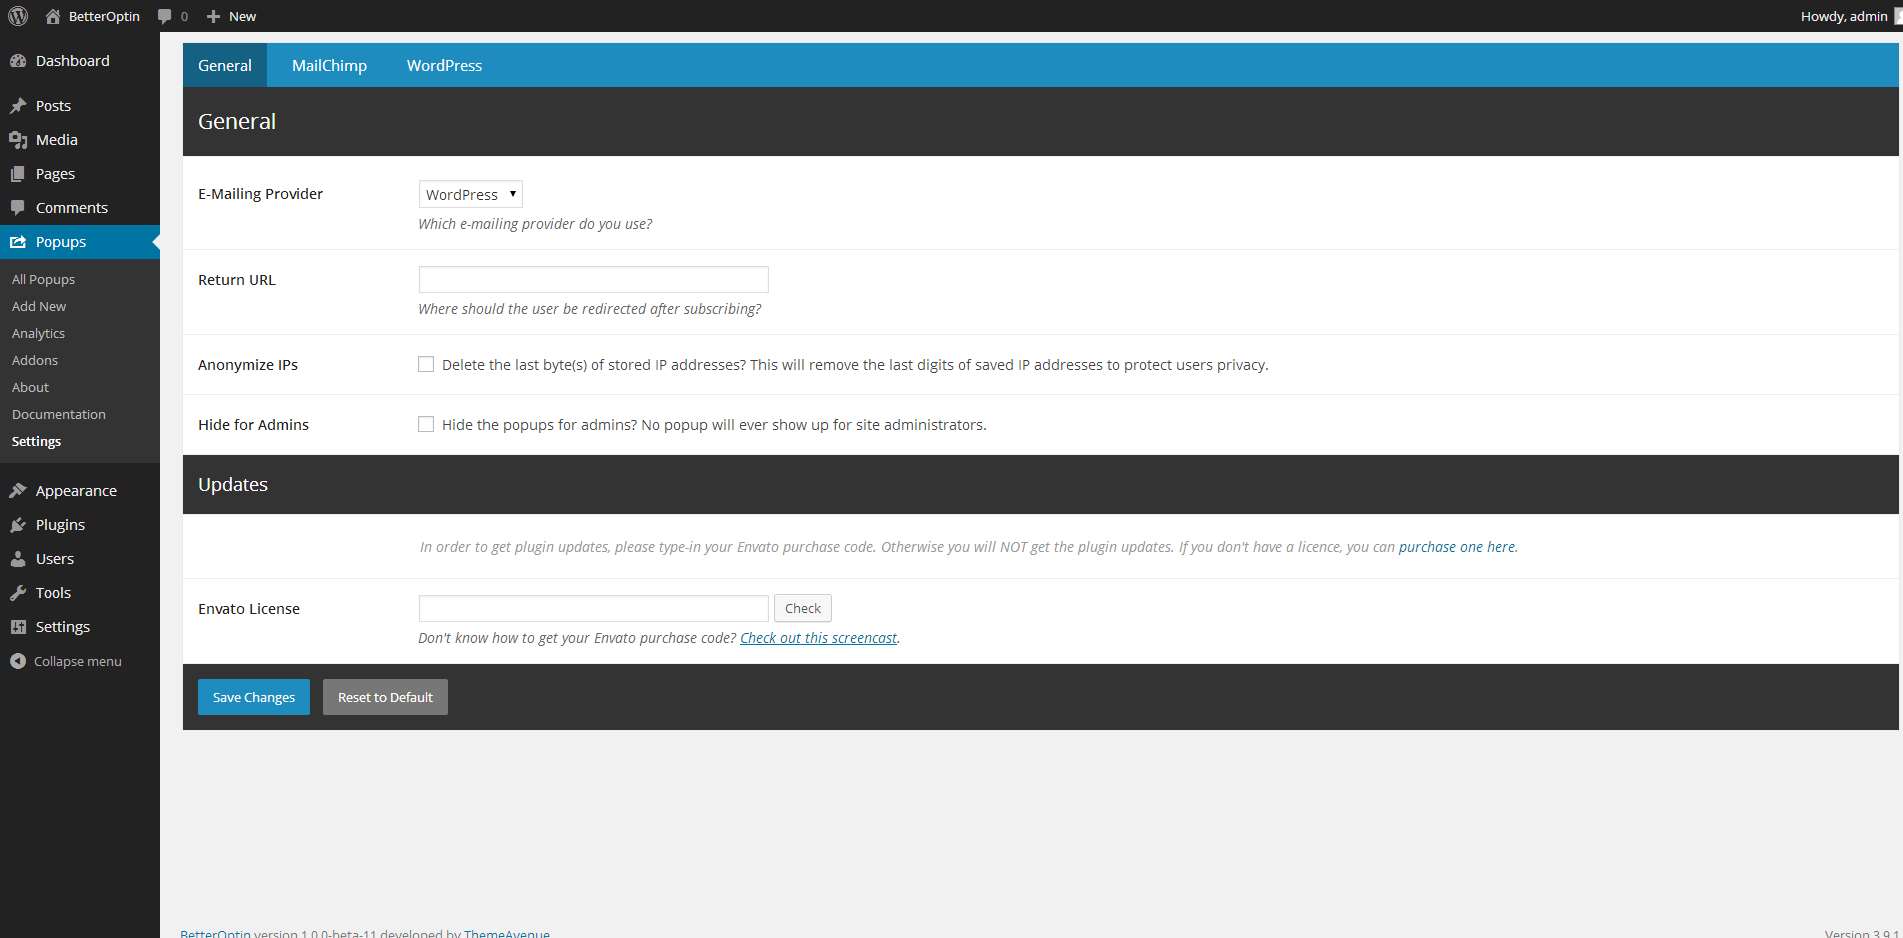 BetterOptin 0 New Howdy, admin
Dashboard
Posts
Media
Pages
Comments
Popups
All Popups
Add New
Analytics
Addons
About
Documentation
Settings
Appearance
Plugins
Users
Tools
Settings
Collapse menu
General MailChimp WordPress
General
E-Mailing Provider WordPress
Which e-mailing provider do you use?
Return URL
Where should the user be redirected after subscribing?
Anonymize IPs Delete the last byte(s) of stored IP addresses? This will remove the last digits of saved IP addresses to protect users privacy.
Hide for Admins Hide the popups for admins? No popup will ever show up for site administrators.
Updates
In order to get plugin updates, please type-in your Envato purchase code. Otherwise you will NOT get the plugin updates. If you don't have a licence, you can purchase one here.
Envato License Check
Don't know how to get your Envato purchase code? Check out this screencast.
Save Changes Reset to Default
BetterOptin version 1.0.0-beta-11 developed by ThemeAvenue Version 3.9.1